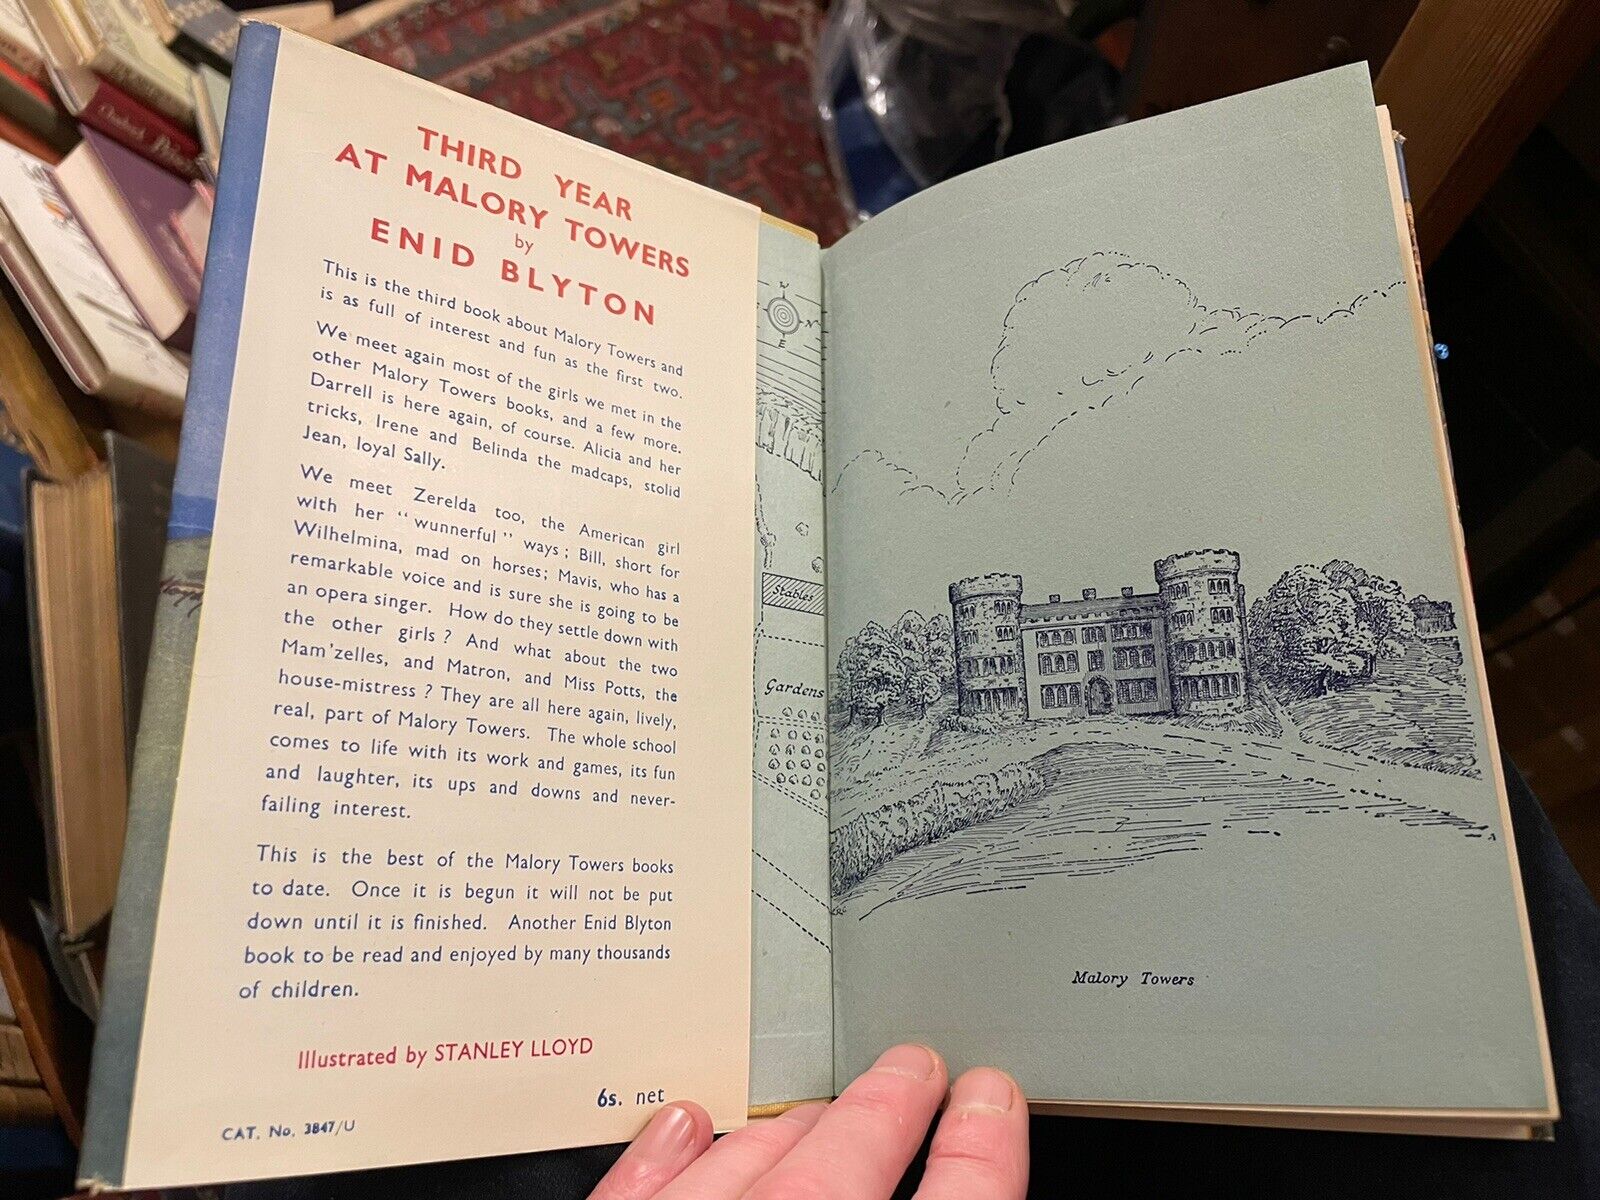 THIRD YEAR
AT MALORY TOWERS
by
ENID BLYTON
This is the third book about Malory Towers and
is as full of interest and fun as the first two.
We meet again most of the girls we met in the
other Malory Towers books, and a few more.
Darrell is here again, of course. Alicia and her
tricks, Irene and Belinda the madcaps, stolid
Jean, loyal Sally.
We meet Zerelda too, the American girl
with her "wunnerful" ways; Bill, short for
Wilhelmina, mad on horses; Mavis, who has a
remarkable voice and is sure she is going to be
an opera singer. How do they settle down with
the other girls? And what about the two
Mam'zelles, and Matron, and Miss Potts, the
house-mistress? They are all here again, lively,
real, part of Malory Towers. The whole school
comes to life with its work and games, its fun
and laughter, its ups and downs and never-
failing interest.
This is the best of the Malory Towers books
to date. Once it is begun it will not be put
down until it is finished. Another Enid Blyton
book to be read and enjoyed by many thousands
of children.
Illustrated by STANLEY LLOYD
6s. net
CAT. No. 3847/U
W
N
E
Stables
Gardens
Malory Towers